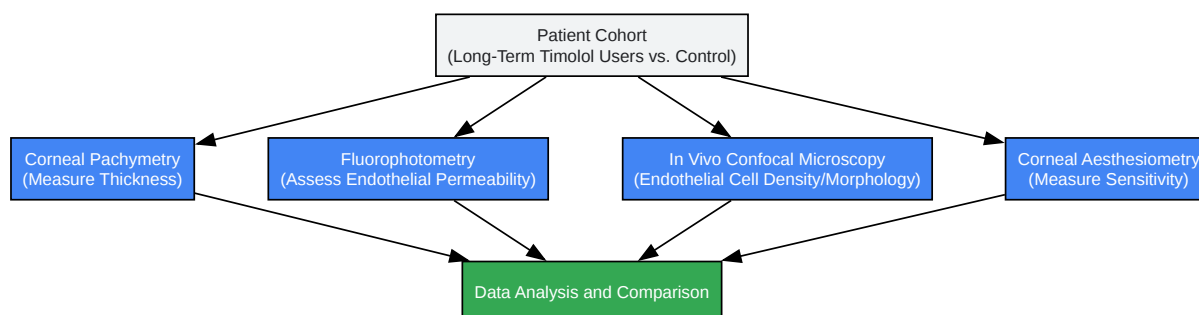 Patient Cohort
(Long-Term Timolol Users vs. Control)
Corneal Pachymetry
(Measure Thickness)
Fluorophotometry
(Assess Endothelial Permeability)
In Vivo Confocal Microscopy
(Endothelial Cell Density/Morphology)
Corneal Aesthesiometry
(Measure Sensitivity)
Data Analysis and Comparison